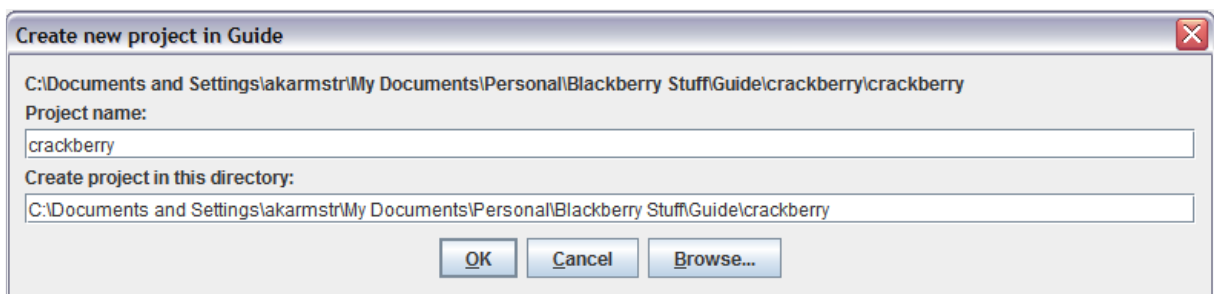 Create new project in Guide
C:\Documents and Settings\akarmstr\My Documents\Personal\Blackberry Stuff\Guide\crackberry\crackberry
Project name:
crackberry
Create project in this directory:
C:\Documents and Settings\akarmstr\My Documents\Personal\Blackberry Stuff\Guide\crackberry
OK Cancel Browse...